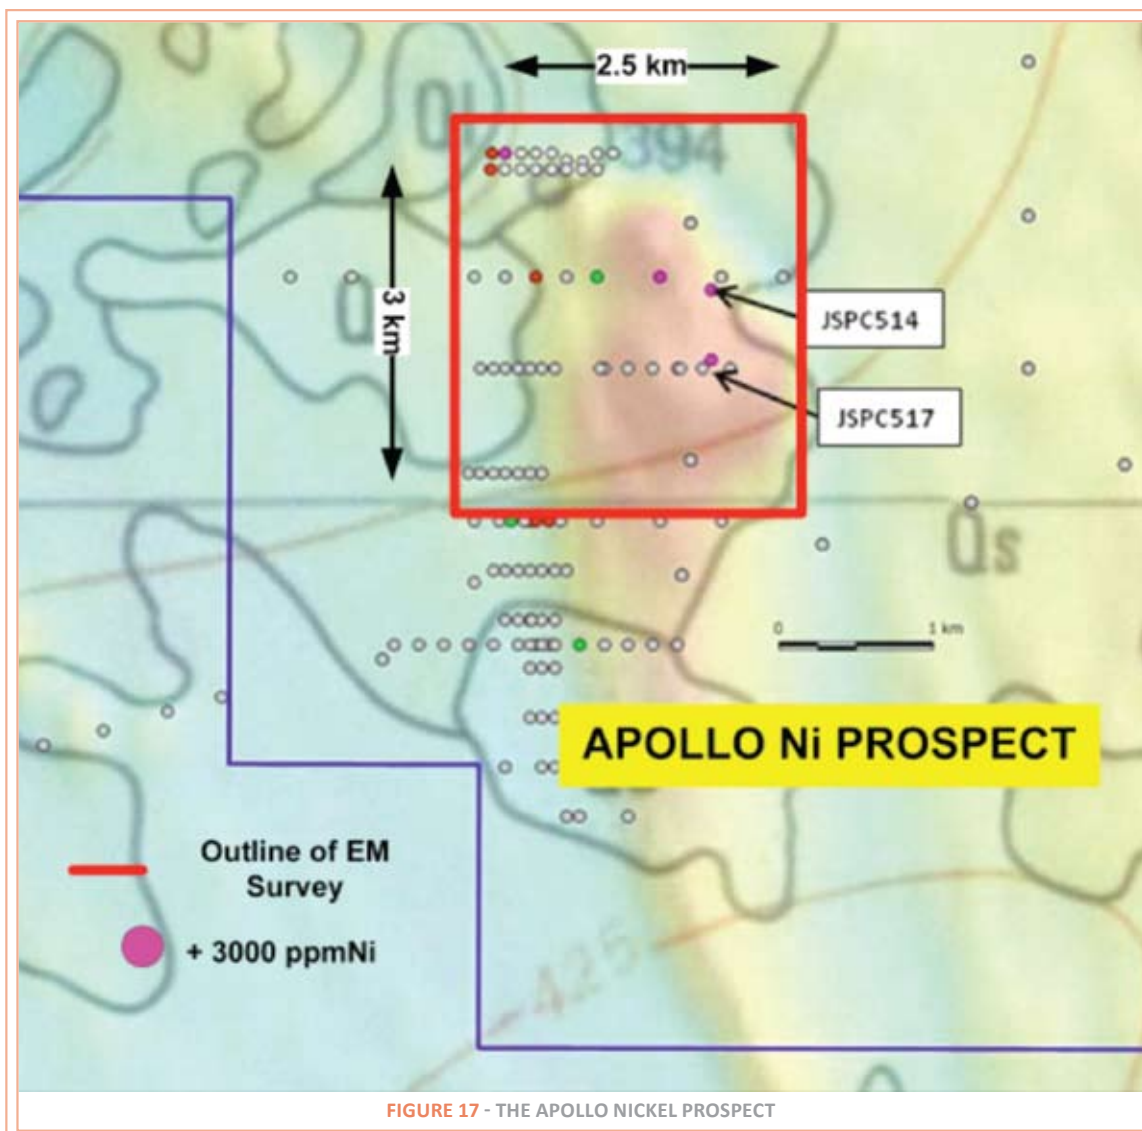 2.5 km
Ql
394
Q
3 km
JSPC514
JSPC517
Qs
0 1 km
APOLLO Ni PROSPECT
Outline of EM
Survey
+ 3000 ppmNi
425
FIGURE 17 - THE APOLLO NICKEL PROSPECT